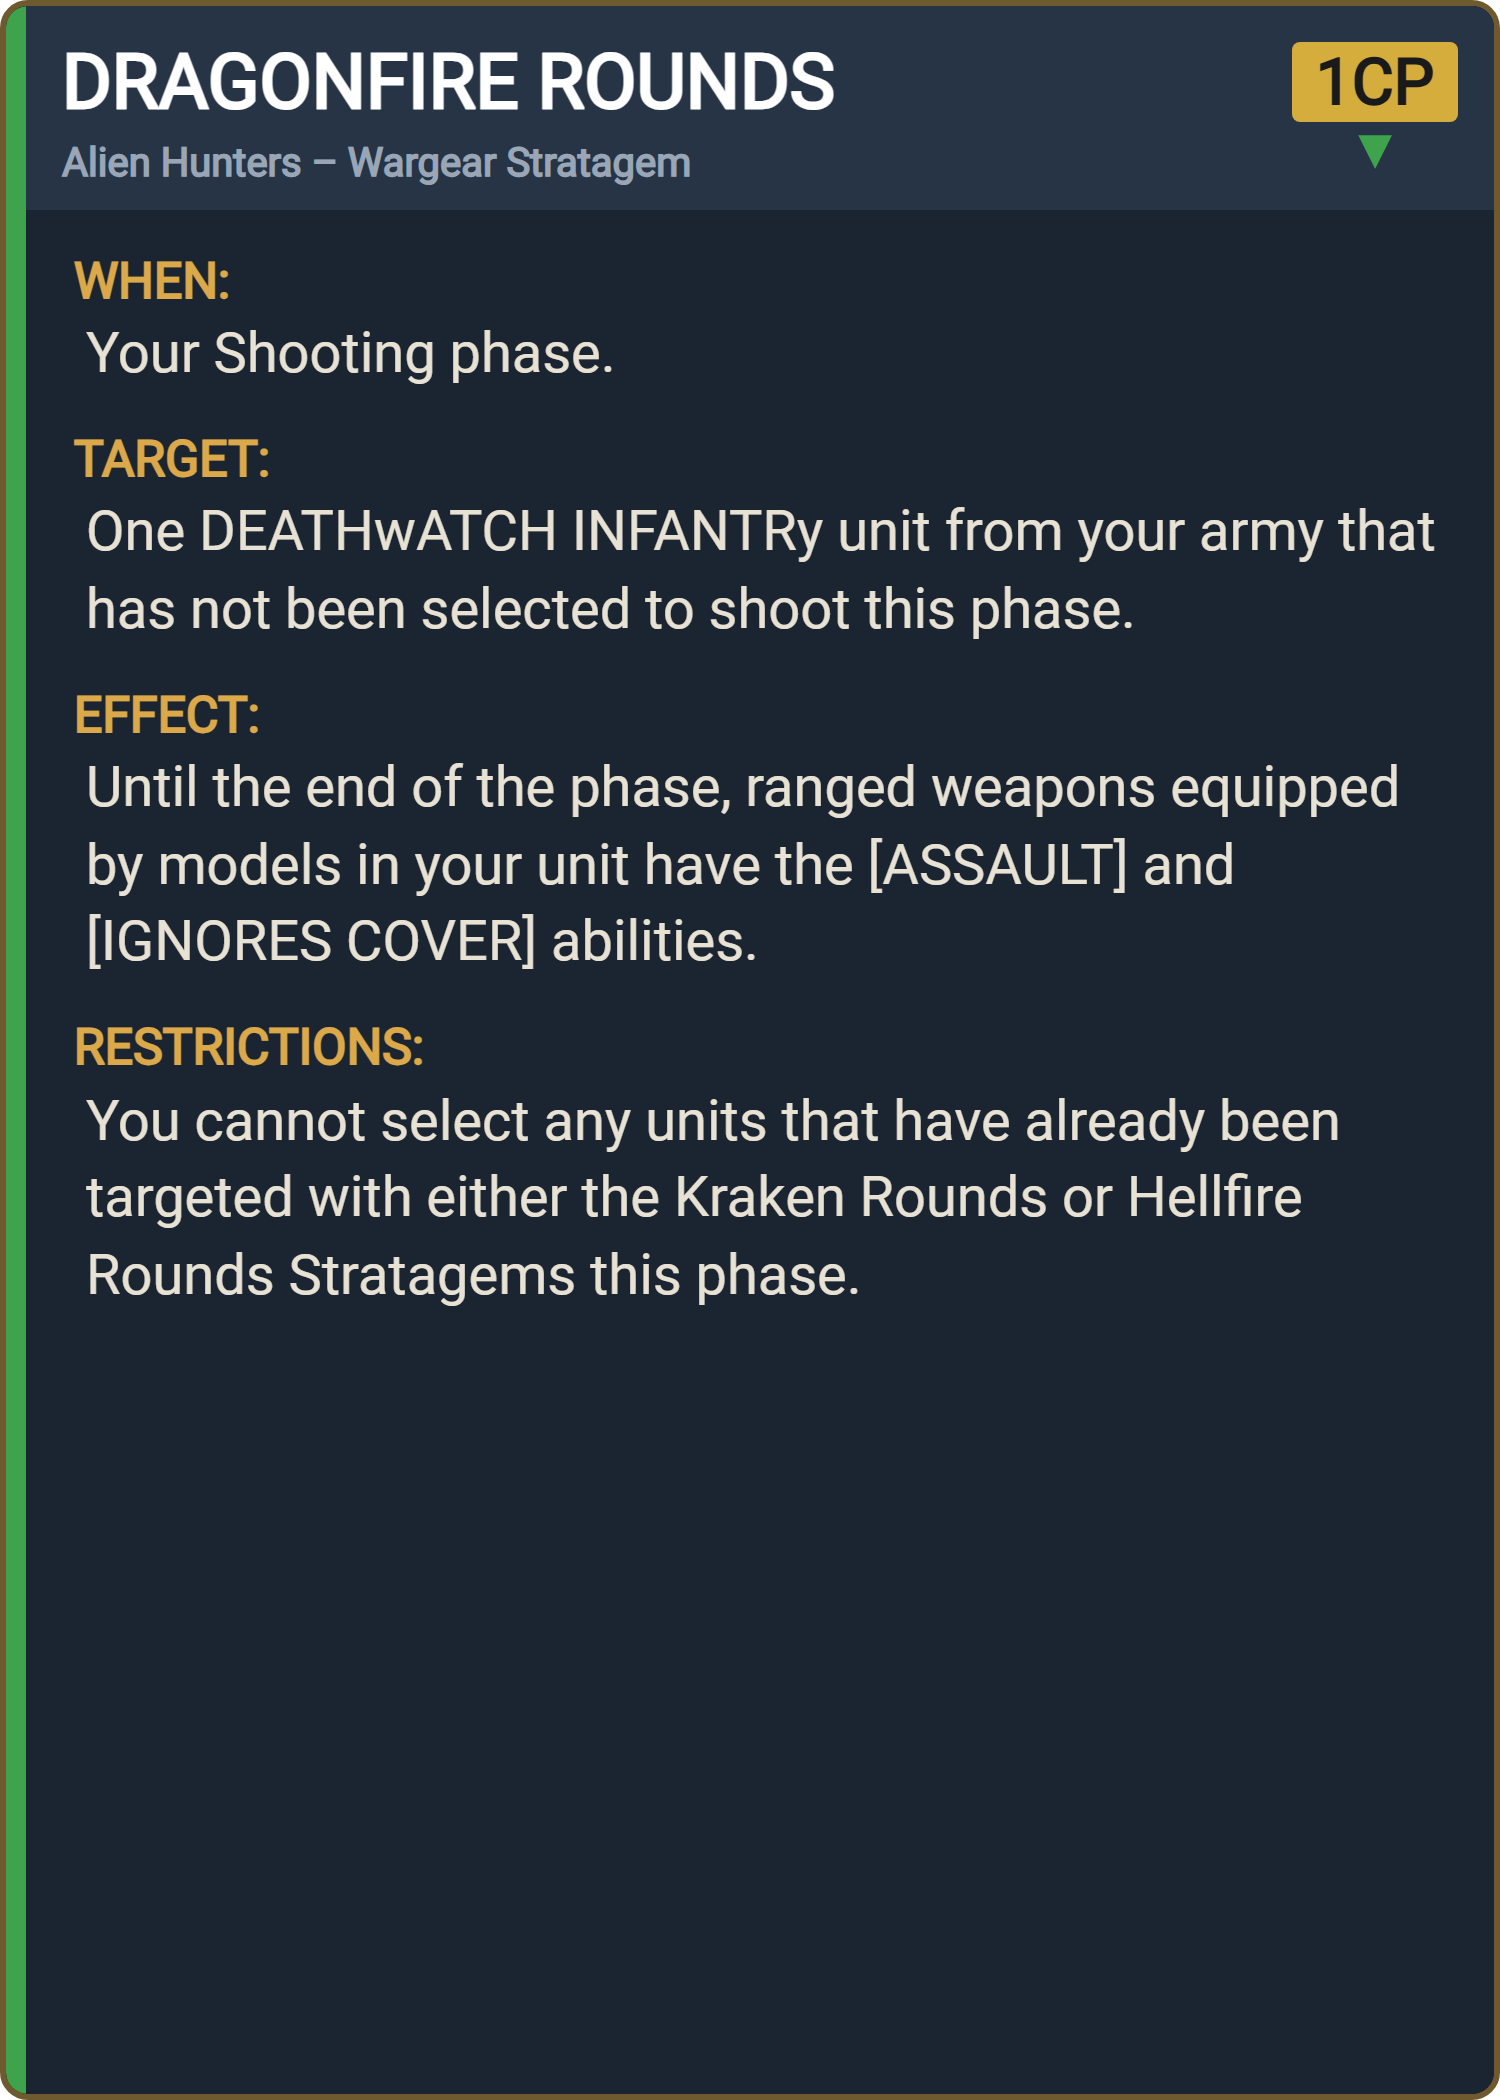 DRAGONFIRE ROUNDS
1CP
Alien Hunters – Wargear Stratagem
WHEN:
Your Shooting phase.
TARGET:
One DEATHwATCH INFANTRy unit from your army that
has not been selected to shoot this phase.
EFFECT:
Until the end of the phase, ranged weapons equipped
by models in your unit have the [ASSAULT] and
[IGNORES COVER] abilities.
RESTRICTIONS:
You cannot select any units that have already been
targeted with either the Kraken Rounds or Hellfire
Rounds Stratagems this phase.